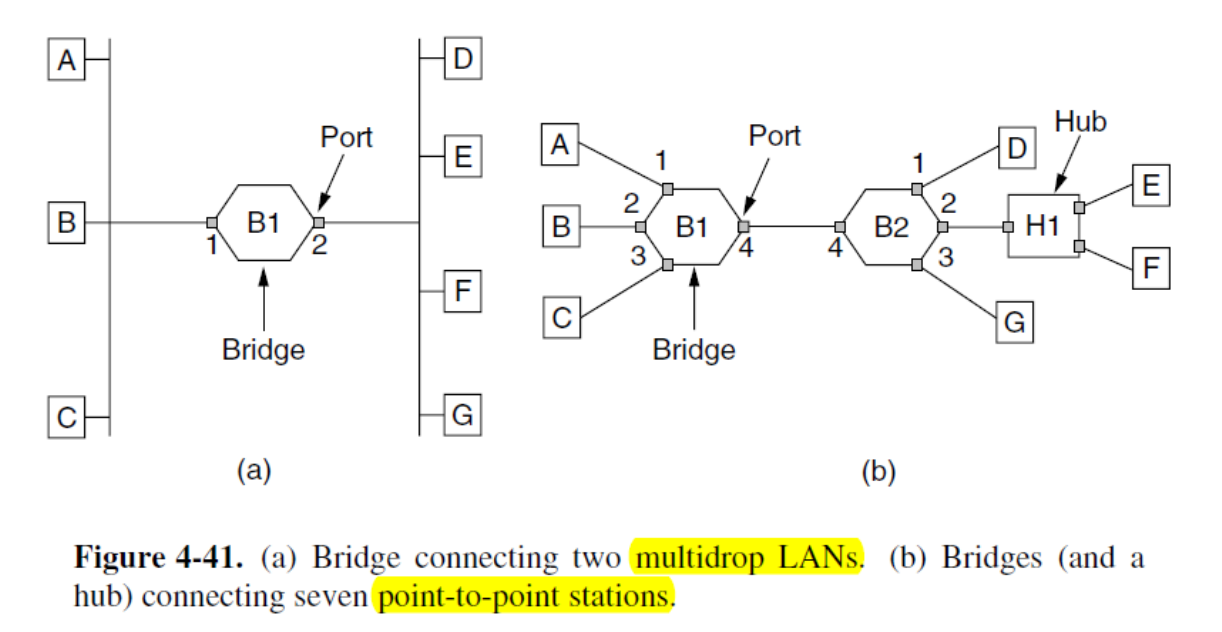 A
B
C
1
B1
2
Port
Bridge
D
E
F
G
(a)
A
B
C
1
2
3
B1
4
Port
Bridge
4
B2
1
2
3
D
G
Hub
H1
E
F
(b)
Figure 4-41. (a) Bridge connecting two multidrop LANs. (b) Bridges (and a
hub) connecting seven point-to-point stations.